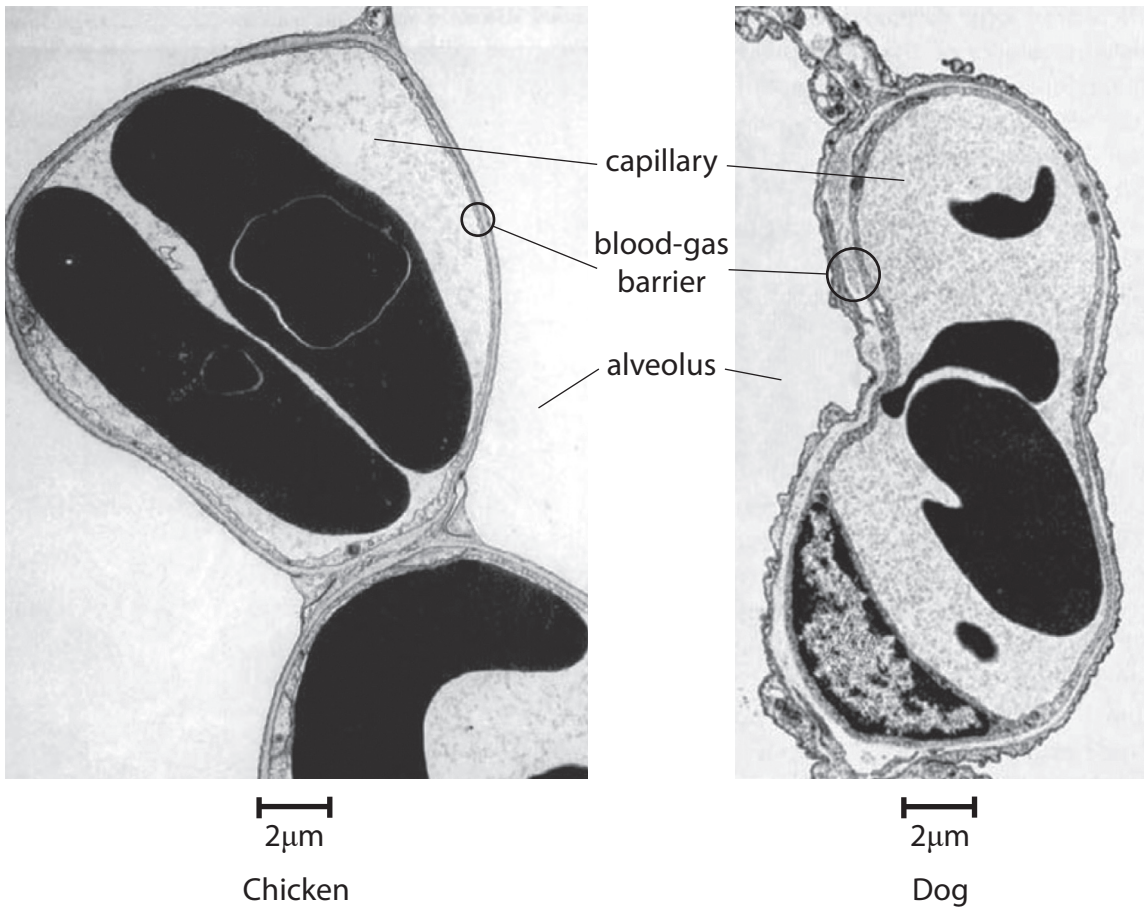 capillary
blood-gas
barrier
alveolus
2μm
2μm
Chicken
Dog